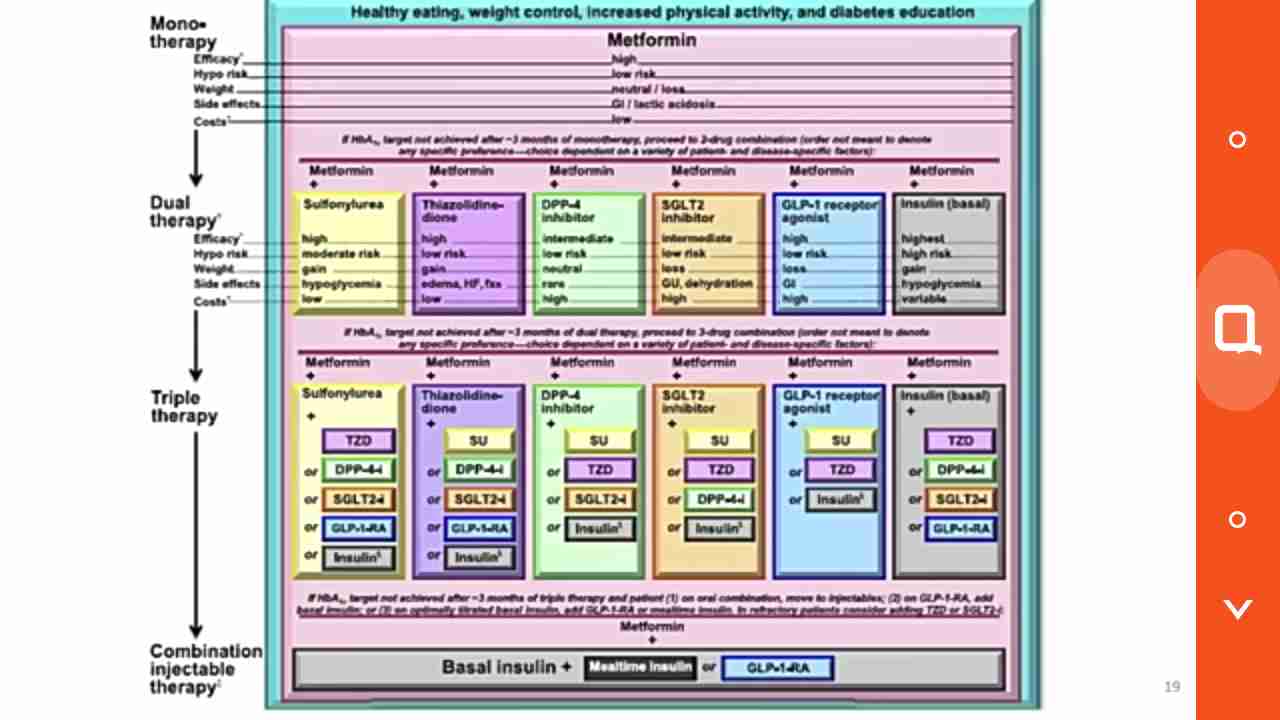 Healthy eating, weight control, increased physical activity, and diabetes education
Mono-
therapy
Metformin
Efficacy* high
Hypo risk low risk
Weight neutral / loss
Side effects GI / lactic acidosis
Costs* low
If HbA1c target not achieved after ~3 months of monotherapy, proceed to 2-drug combination (order not meant to denote
any specific preference—choice dependent on a variety of patient- and disease-specific factors):
Metformin Metformin Metformin Metformin Metformin Metformin
+ + + + + +
Dual
therapy†
Sulfonylurea Thiazolidine- DPP-4 SGLT2 GLP-1 receptor Insulin (basal)
dione inhibitor inhibitor agonist
Efficacy* high high intermediate intermediate high highest
Hypo risk moderate risk low risk low risk low risk low risk high risk
Weight gain gain neutral loss loss gain
Side effects hypoglycemia edema, HF, fxs rare GU, dehydration GI hypoglycemia
Costs* low low high high high variable
If HbA1c target not achieved after ~3 months of dual therapy, proceed to 3-drug combination (order not meant to denote
any specific preference—choice dependent on a variety of patient- and disease-specific factors):
Metformin Metformin Metformin Metformin Metformin Metformin
+ + + + + +
Triple
therapy
Sulfonylurea Thiazolidine- DPP-4 SGLT2 GLP-1 receptor Insulin (basal)
dione inhibitor inhibitor agonist
+ + + + + +
TZD SU SU SU SU TZD
or DPP-4-i or DPP-4-i or TZD or TZD or TZD or DPP-4-i
or SGLT2-i or SGLT2-i or SGLT2-i or DPP-4-i or Insulin§ or SGLT2-i
or GLP-1-RA or GLP-1-RA or Insulin§ or Insulin§ or GLP-1-RA
or Insulin§ or Insulin§
If HbA1c target not achieved after ~3 months of triple therapy and patient (1) on oral combination, move to injectables; (2) on GLP-1-RA, add
basal insulin; or (3) on optimally titrated basal insulin, add GLP-1-RA or mealtime insulin. In refractory patients consider adding TZD or SGLT2-i:
Metformin
+
Combination
injectable
therapy‡
Basal insulin + Mealtime Insulin or GLP-1-RA
19